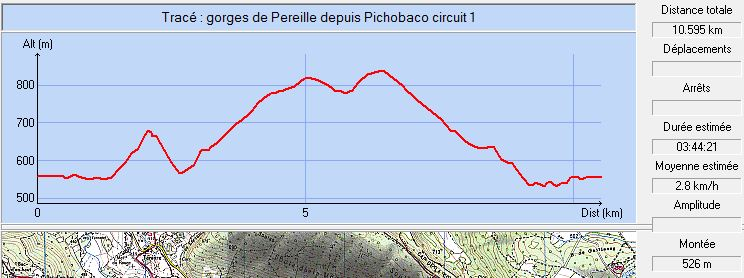 Tracé : gorges de Pereille depuis Pichobaco circuit 1
Alt (m)
800
700
600
500
0
5
Dist (km)
Distance totale
10.595 km
Déplacements
Arrêts
Durée estimée
03:44:21
Moyenne estimée
2.8 km/h
Amplitude
Montée
526 m